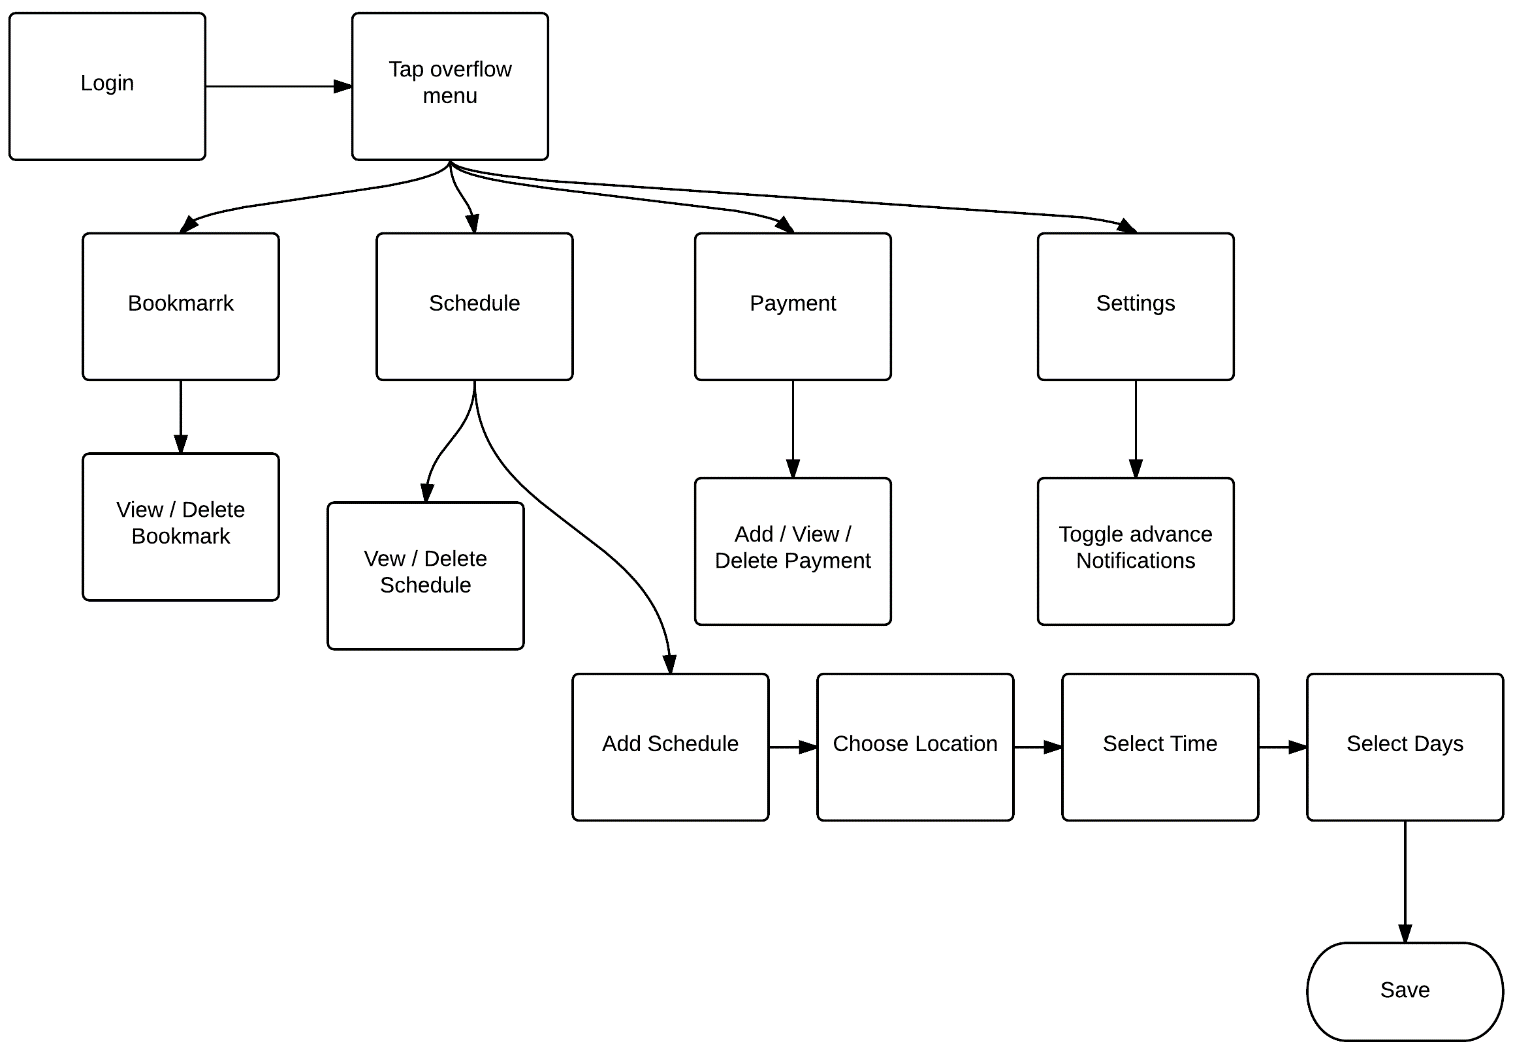 Login
Tap overflow
menu
Bookmarrk
Schedule
Payment
Settings
View / Delete
Bookmark
Vew / Delete
Schedule
Add / View /
Delete Payment
Toggle advance
Notifications
Add Schedule
Choose Location
Select Time
Select Days
Save